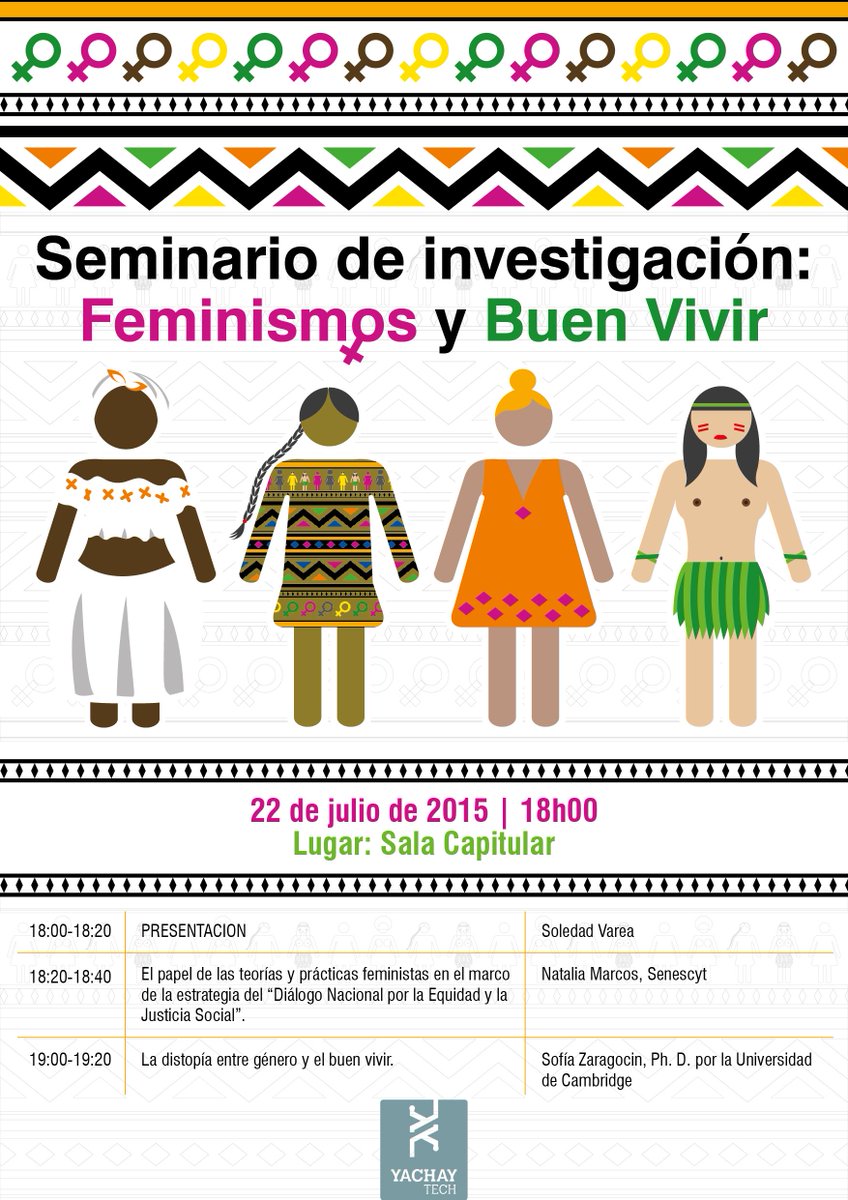 Seminario de investigación:
Feminismos y Buen Vivir
22 de julio de 2015 | 18h00
Lugar: Sala Capitular
18:00-18:20 PRESENTACION Soledad Varea
18:20-18:40 El papel de las teorías y prácticas feministas en el marco Natalia Marcos, Senescyt
de la estrategia del “Diálogo Nacional por la Equidad y la
Justicia Social”.
19:00-19:20 La distopía entre género y el buen vivir. Sofía Zaragocin, Ph. D. por la Universidad
de Cambridge
YACHAY
TECH